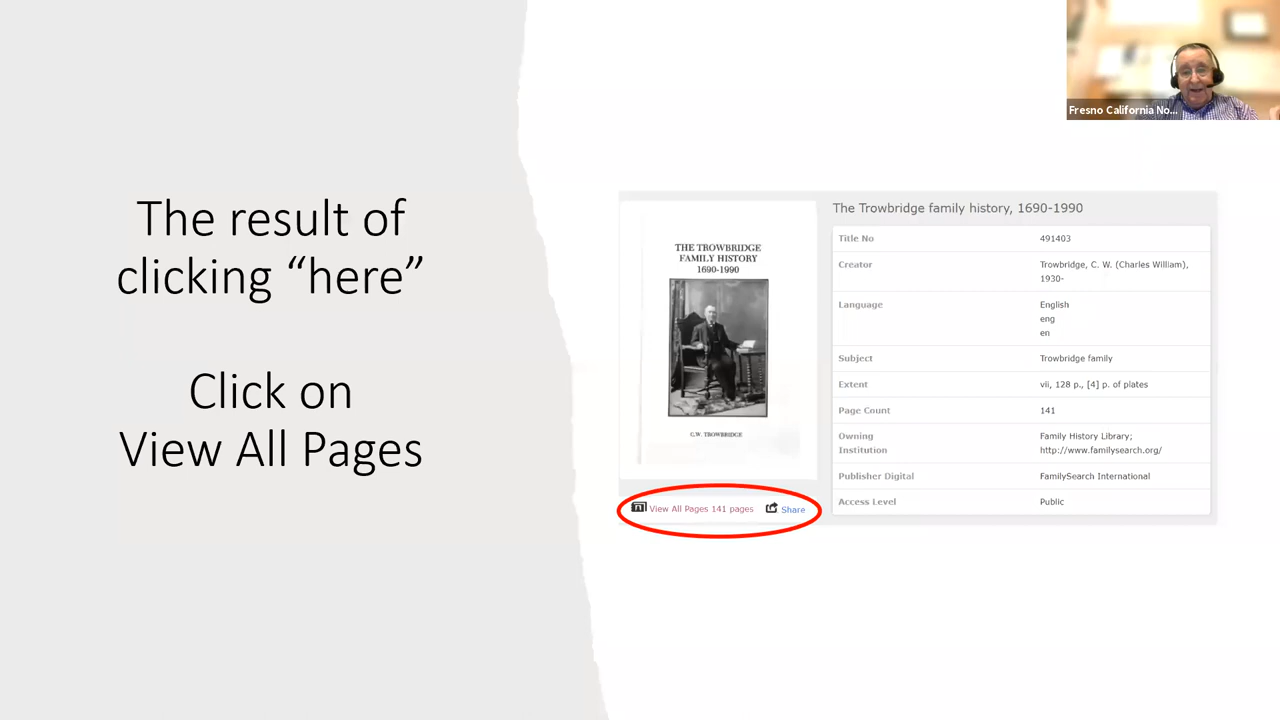 Fresno California No...
The result of
clicking “here”
Click on
View All Pages
THE TROWBRIDGE
FAMILY HISTORY
1690-1990
C.W. TROWBRIDGE
View All Pages 141 pages
Share
The Trowbridge family history, 1690-1990
Title No 491403
Creator Trowbridge, C. W. (Charles William),
1930-
Language English
eng
en
Subject Trowbridge family
Extent vii, 128 p., [4] p. of plates
Page Count 141
Owning Family History Library;
Institution http://www.familysearch.org/
Publisher Digital FamilySearch International
Access Level Public